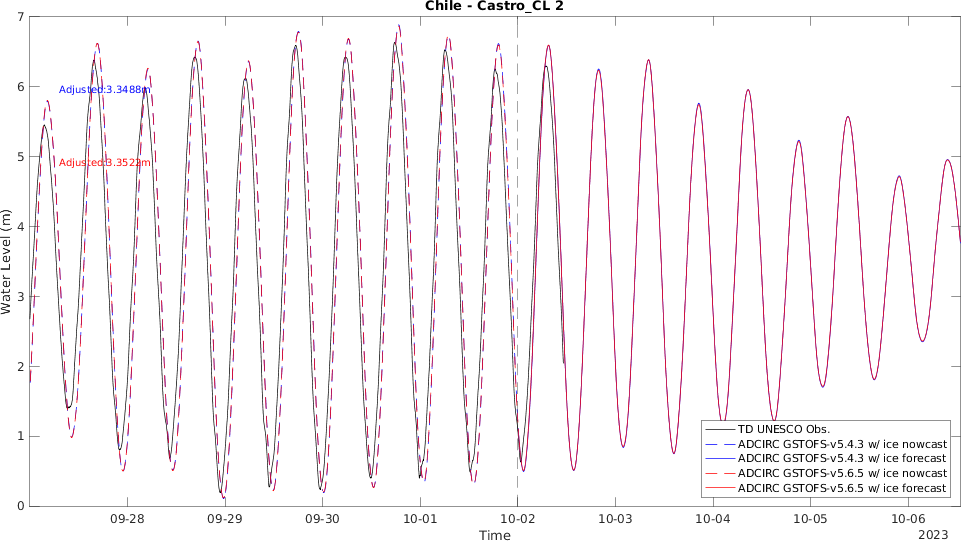 Chile - Castro_CL 2
7
6
5
4
3
2
1
0
Water Level (m)
Adjusted:3.3488m
Adjusted:3.3522m
TD UNESCO Obs.
ADCIRC GSTOFS-v5.4.3 w/ ice nowcast
ADCIRC GSTOFS-v5.4.3 w/ ice forecast
ADCIRC GSTOFS-v5.6.5 w/ ice nowcast
ADCIRC GSTOFS-v5.6.5 w/ ice forecast
09-28 09-29 09-30 10-01 10-02 10-03 10-04 10-05 10-06
Time
2023